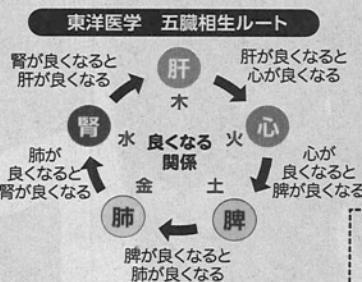 東洋医学　五臓相生ルート
腎が良くなると
肝が良くなる
肝
木
肝が良くなると
心が良くなる
腎
水
良くなる
関係
火
心
肺が
良くなると
腎が良くなる
金
土
心が
良くなると
脾が良くなる
肺
脾
脾が良くなると
肺が良くなる